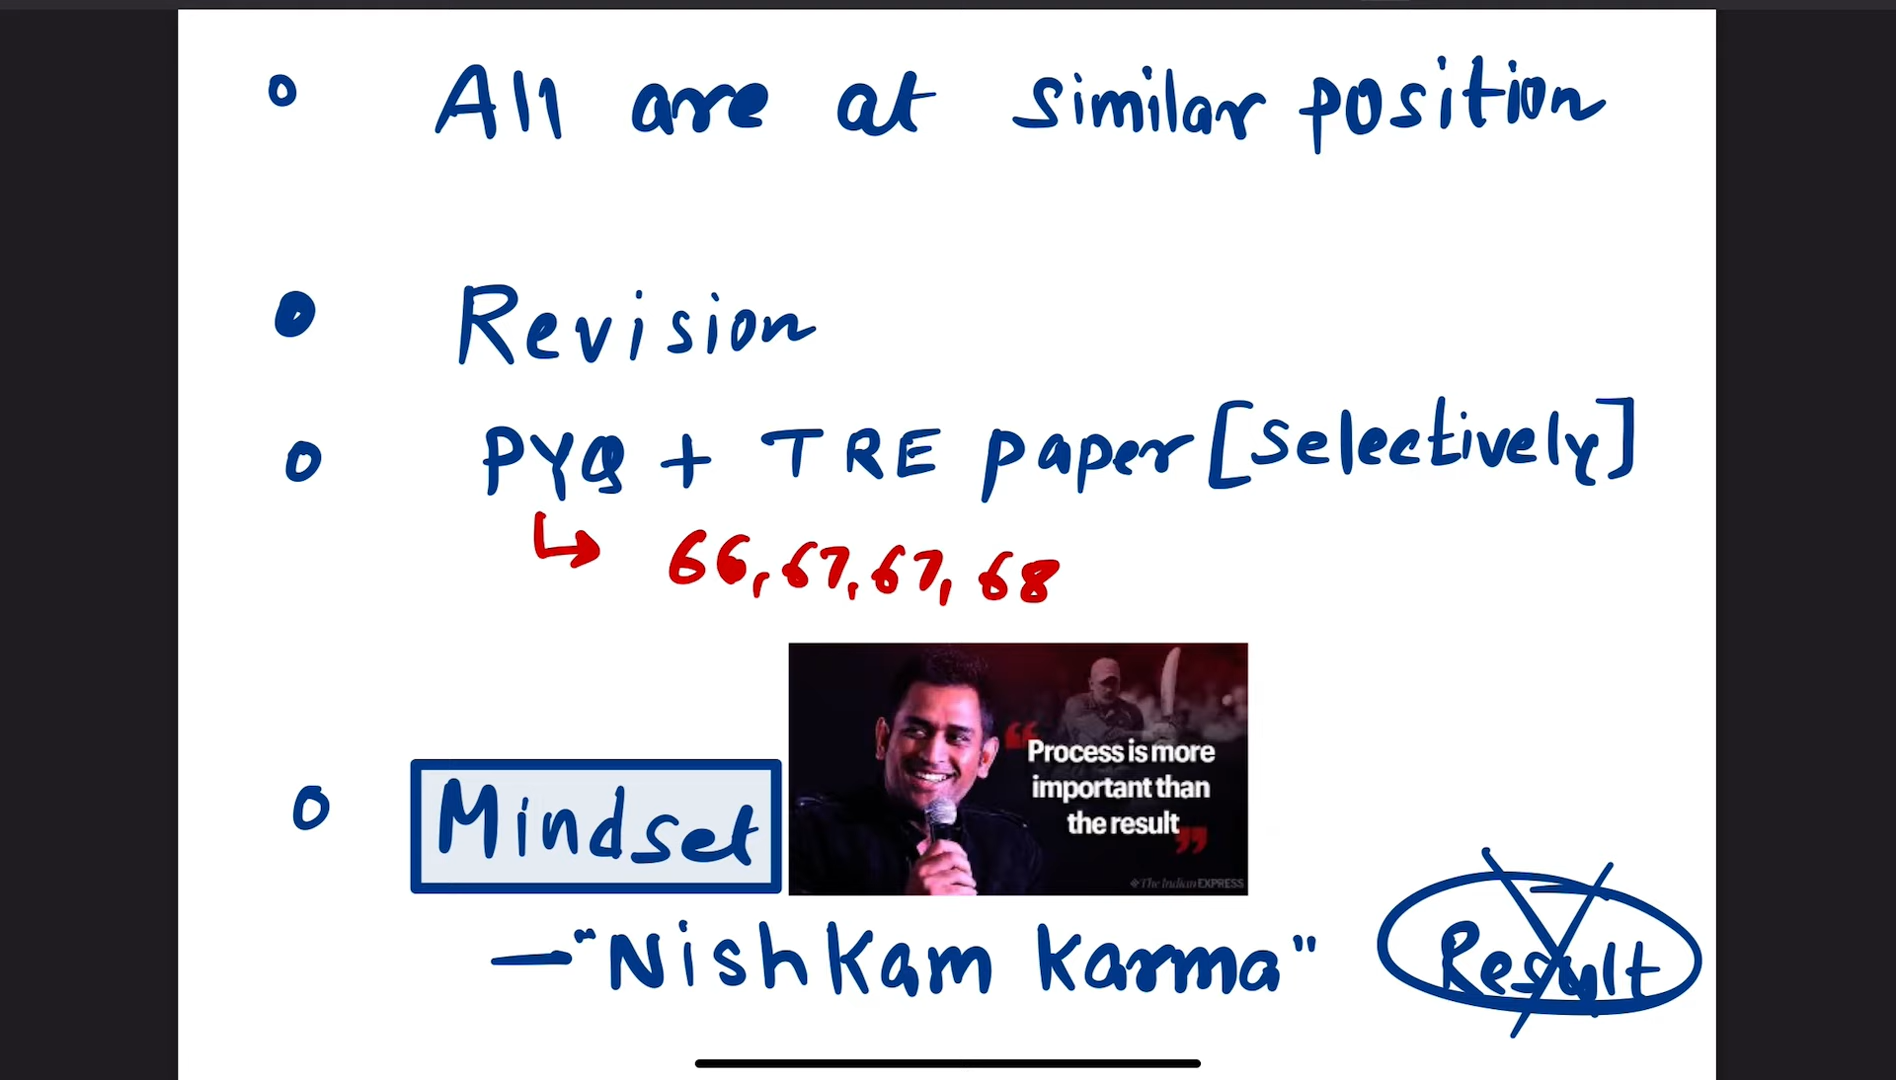 All are at similar position
Revision
PYQ + TRE paper [selectively]
66, 67, 67, 68
“Process is more
important than
the result”
The Indian EXPRESS
Mindset
— "Nishkam Karma"
Result